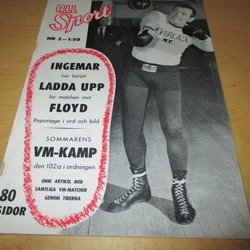 ALL
Sport
NR 3 - 1:50
INGEMAR
har börjat
LADDA UPP
för matchen mot
FLOYD
Reportage i ord och bild
SOMMARENS
VM-KAMP
den 102:a i ordningen
UNIK ARTIKEL MED
SAMTLIGA VM-MATCHER
GENOM TIDERNA
80
SIDOR
EVERLAST
N.Y.